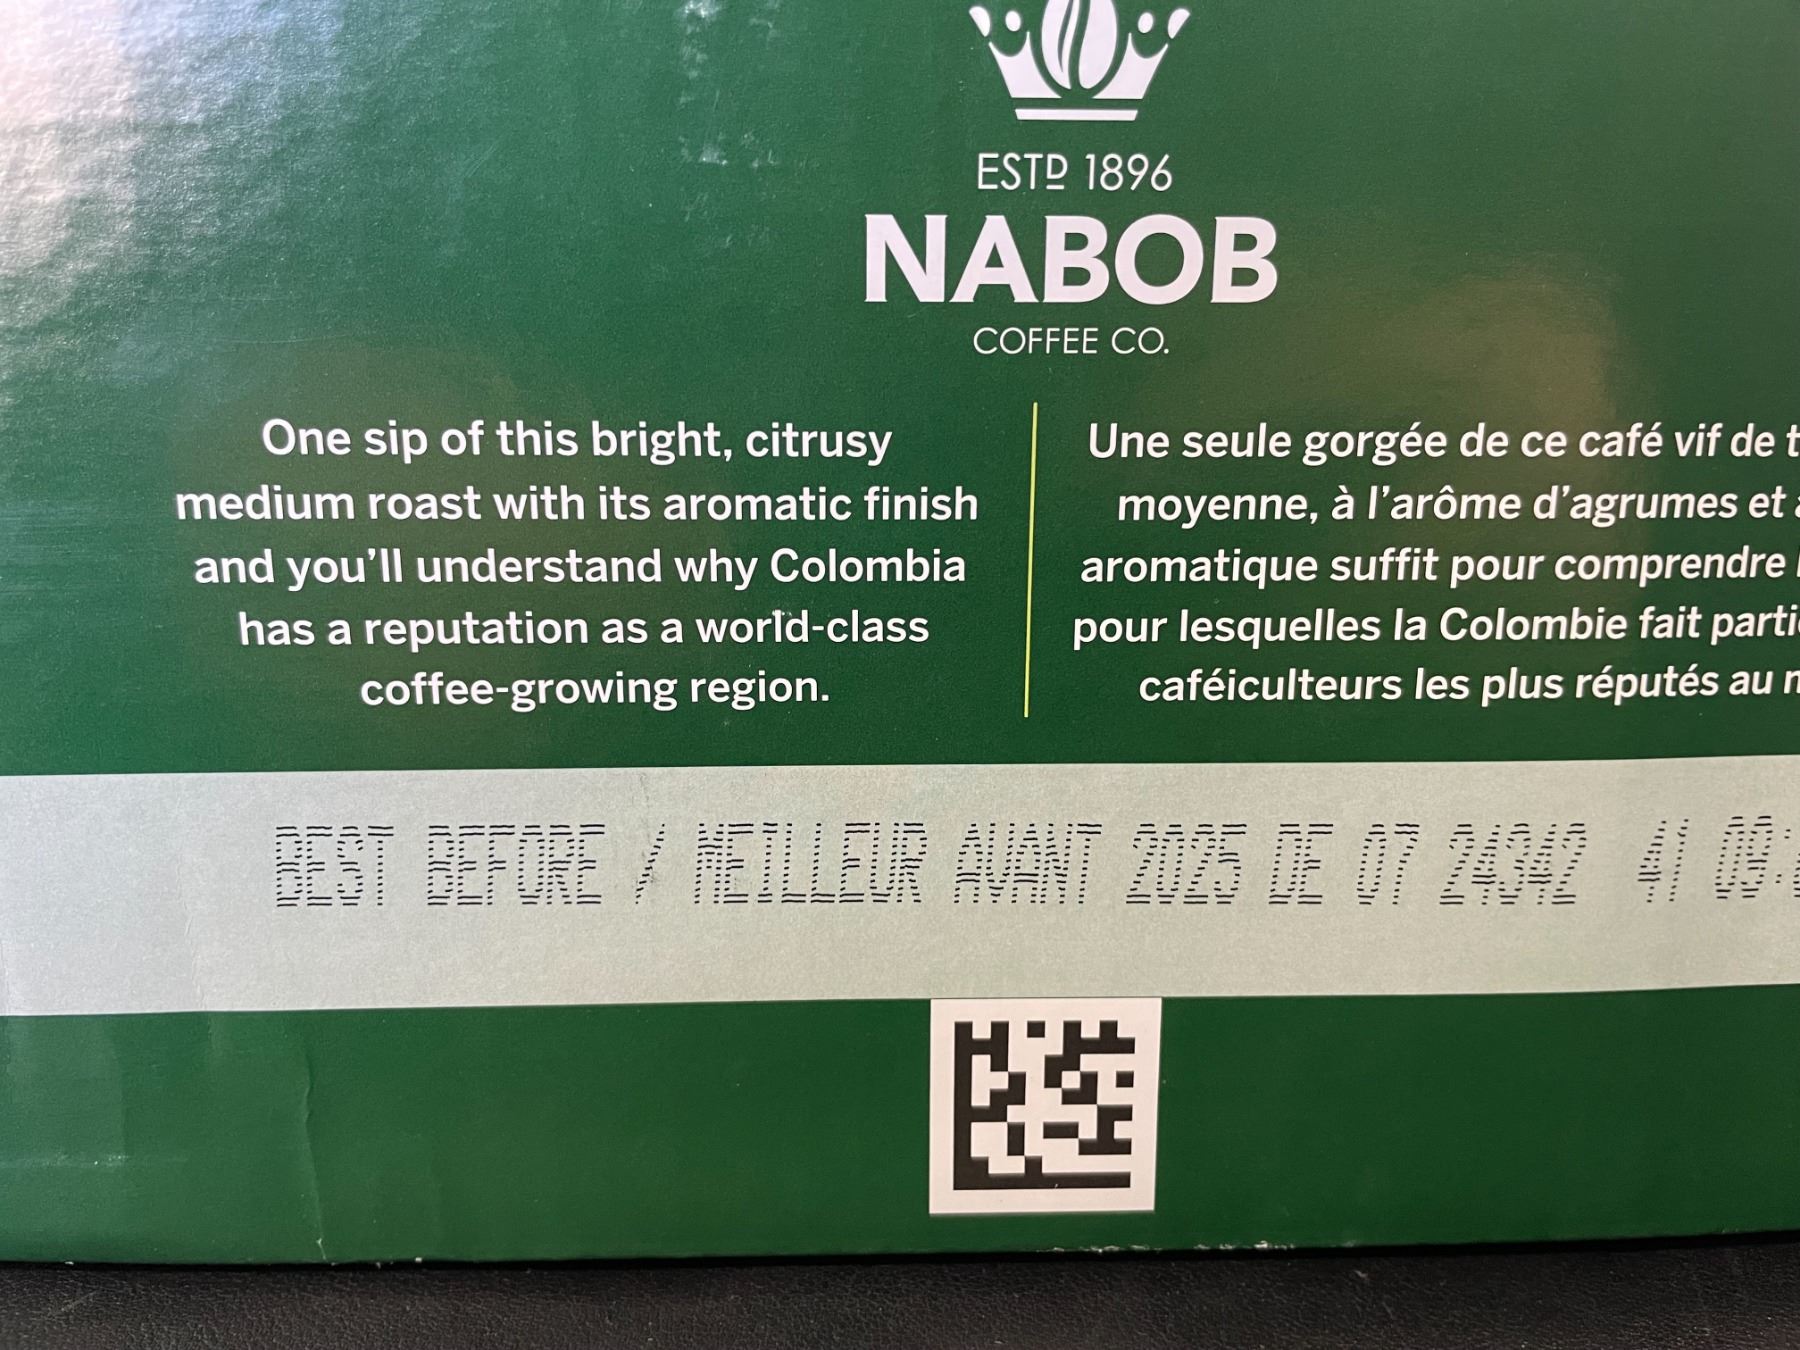 ESTD 1896
NABOB
COFFEE CO.
One sip of this bright, citrusy
medium roast with its aromatic finish
and you'll understand why Colombia
has a reputation as a world-class
coffee-growing region.
Une seule gorgée de ce café vif de
moyenne, à l'arôme d'agrumes et
aromatique suffit pour comprendre
pour lesquelles la Colombie fait
caféiculteurs les plus réputés au
BEST BEFORE / MEILLEUR AVANT 2025 DE 07 24342 41 09: